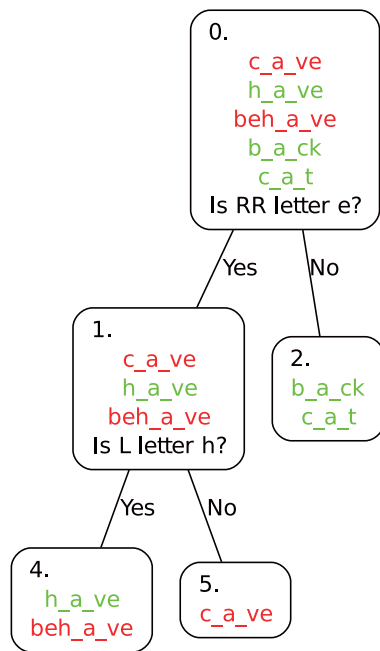 0.
c_a_ve
h_a_ve
beh_a_ve
b_a_ck
c_a_t
Is RR letter e?
Yes
No
1.
c_a_ve
h_a_ve
beh_a_ve
Is L letter h?
2.
b_a_ck
c_a_t
Yes
No
4.
h_a_ve
beh_a_ve
5.
c_a_ve